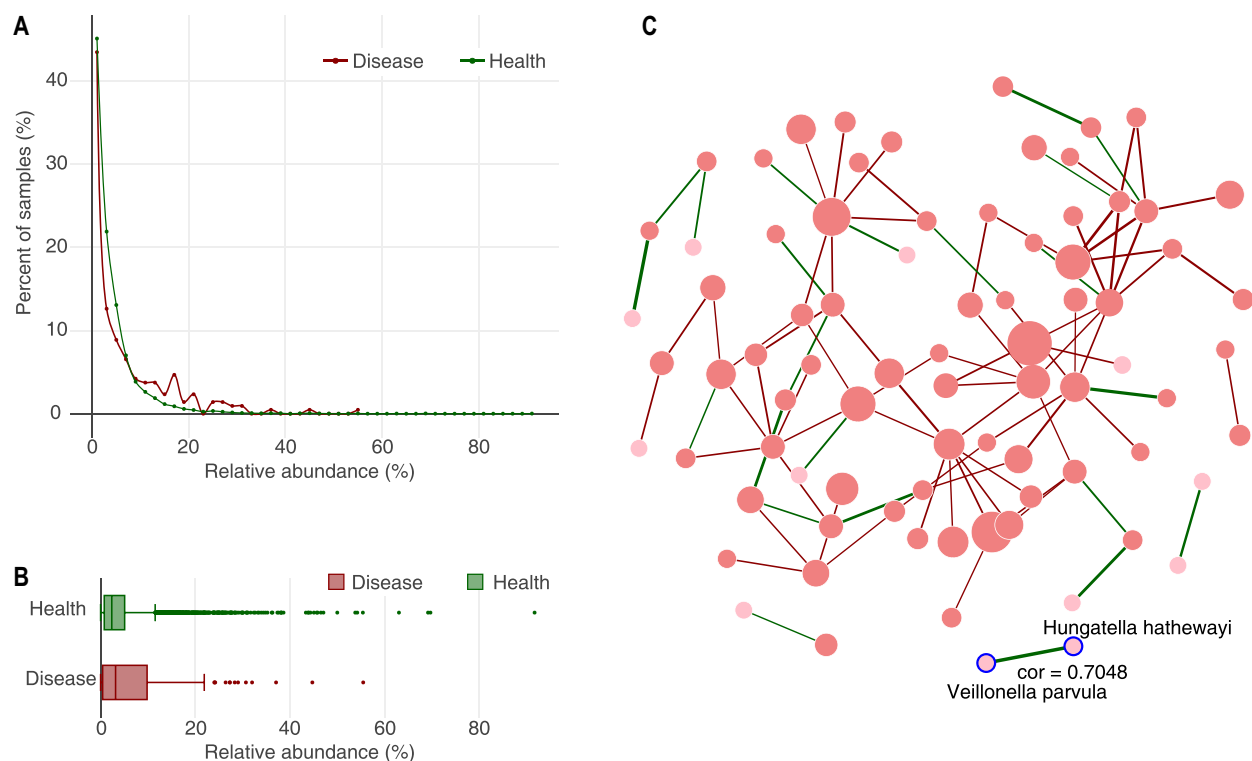 A
Disease
Health
Percent of samples (%)
40
30
20
10
0
0
20
40
60
80
Relative abundance (%)
B
Disease
Health
Health
Disease
0
20
40
60
80
Relative abundance (%)
C
Hungatella hathewayi
cor = 0.7048
Veillonella parvula